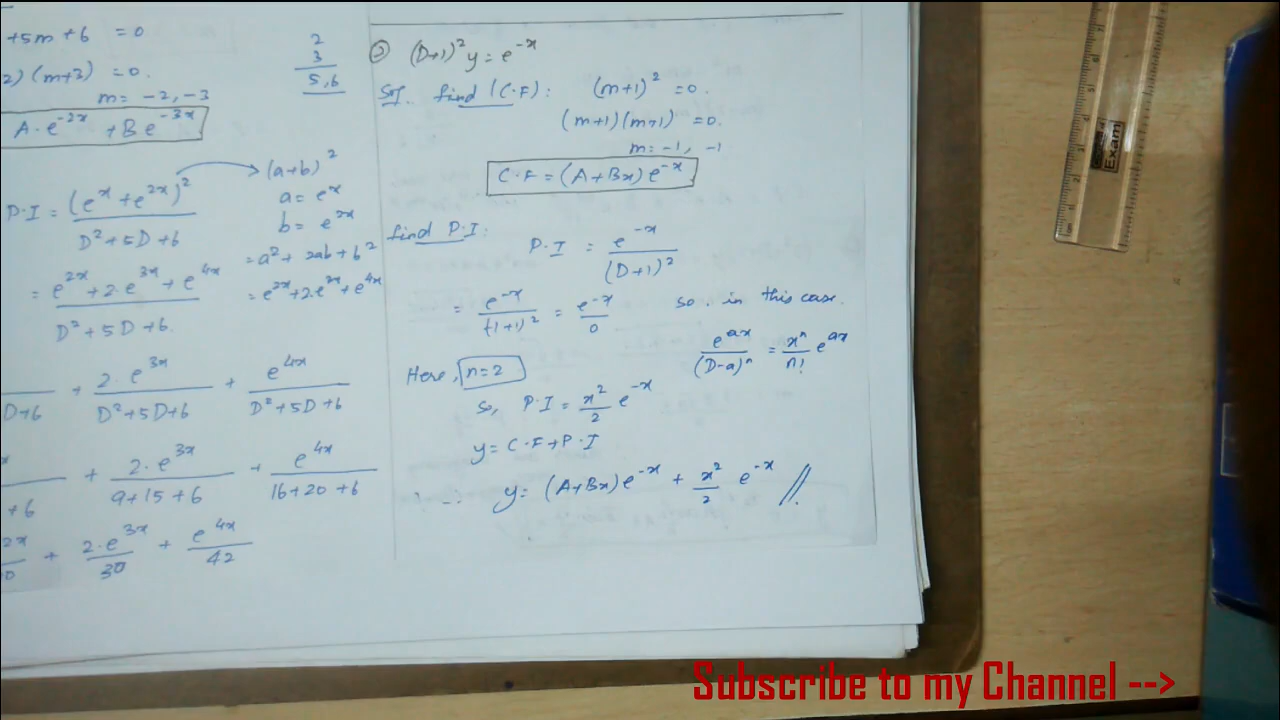 +5m+6 = 0
2)(m+3) = 0.
m = -2, -3
A.e^-2x + Be^-3x
2
3
5,6
(a+b)^2
a = e^x
b = e^2x
P.I = (e^x + e^2x)^2 / D^2+5D+6
= a^2 + 2ab + b^2
= e^2x + 2.e^3x + e^4x / D^2+5D+6.
= e^2x + 2.e^3x + e^4x
D+6 + 2.e^3x / D^2+5D+6 + e^4x / D^2+5D+6
+6 + 2.e^3x / 9+15+6 + e^4x / 16+20+6
2x + 2.e^3x / 30 + e^4x / 42
(D+1)^2 y = e^-x
Sol. find (C.F): (m+1)^2 = 0.
(m+1)(m+1) = 0.
m = -1, -1
C.F = (A+Bx)e^-x
find P.I:
P.I = e^-x / (D+1)^2
= e^-x / (-1+1)^2 = e^-x / 0 so. in this case.
e^ax / (D-a)^n = x^n / n! e^ax
Here, n=2
so, P.I = x^2 / 2 e^-x
y = C.F + P.I
y = (A+Bx)e^-x + x^2 / 2 e^-x //
Exam
Subscribe to my Channel -->